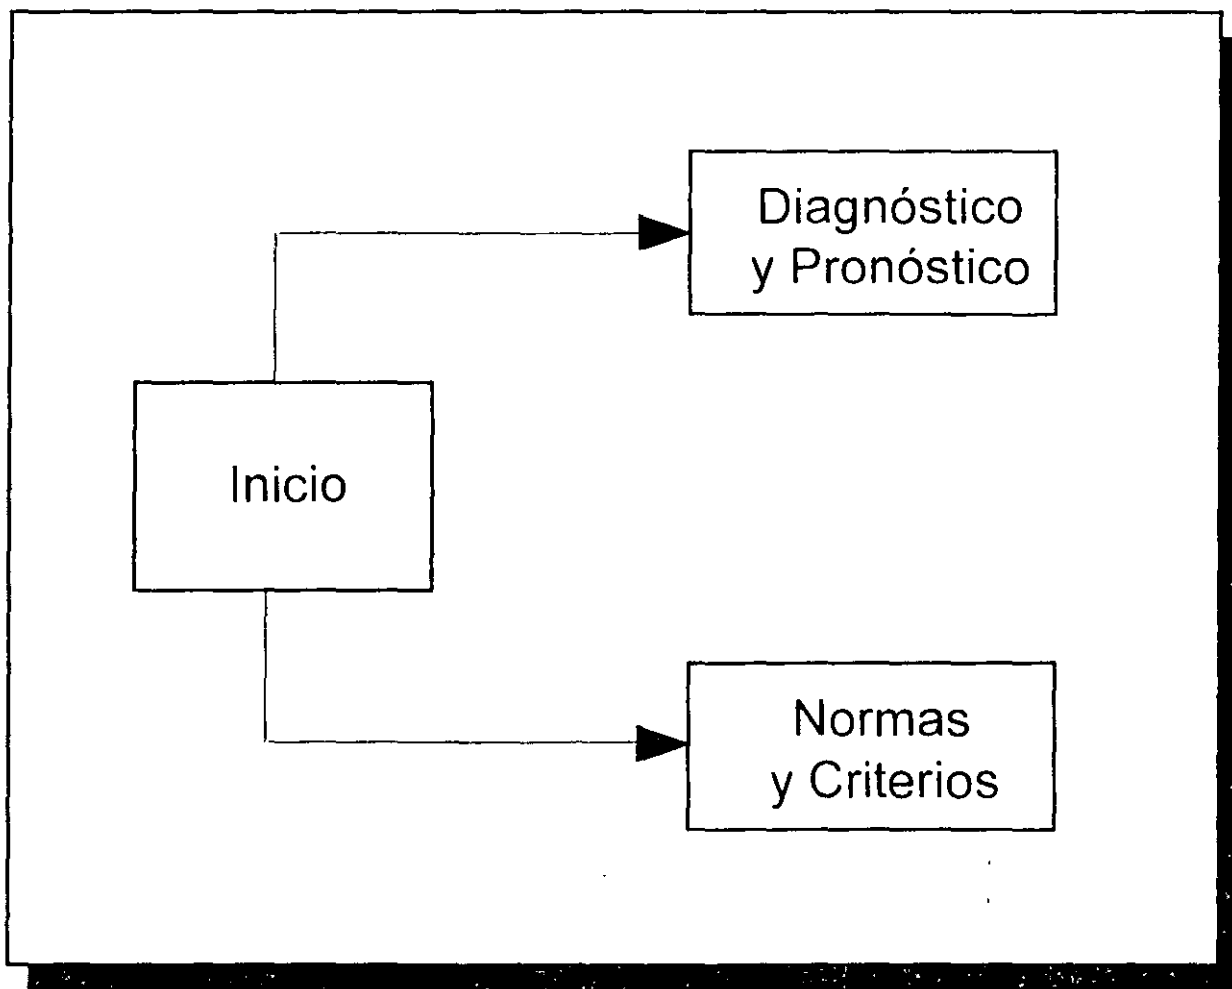 Diagnóstico
y Pronóstico
Inicio
Normas
y Criterios